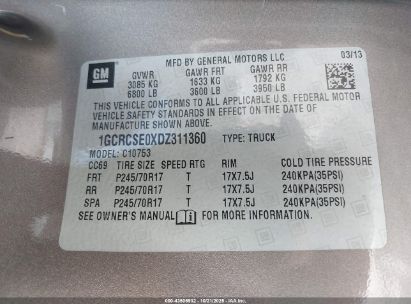 MFD BY GENERAL MOTORS LLC
03/13
GM
GVWR GAWR FRT GAWR RR
3085 KG 1633 KG 1792 KG
6800 LB 3600 LB 3950 LB
THIS VEHICLE CONFORMS TO ALL APPLICABLE U.S. FEDERAL MOTOR
VEHICLE SAFETY STANDARDS IN EFFECT ON THE DATE OF
MANUFACTURE SHOWN ABOVE.
1GCRCSE0XDZ311360 TYPE: TRUCK
MODEL: C10753
CC69 TIRE SIZE SPEED RTG RIM COLD TIRE PRESSURE
FRT P245/70R17 T 17X7.5J 240KPA(35PSI)
RR P245/70R17 T 17X7.5J 240KPA(35PSI)
SPA P245/70R17 T 17X7.5J 240KPA(35PSI)
SEE OWNER'S MANUAL FOR MORE INFORMATION.